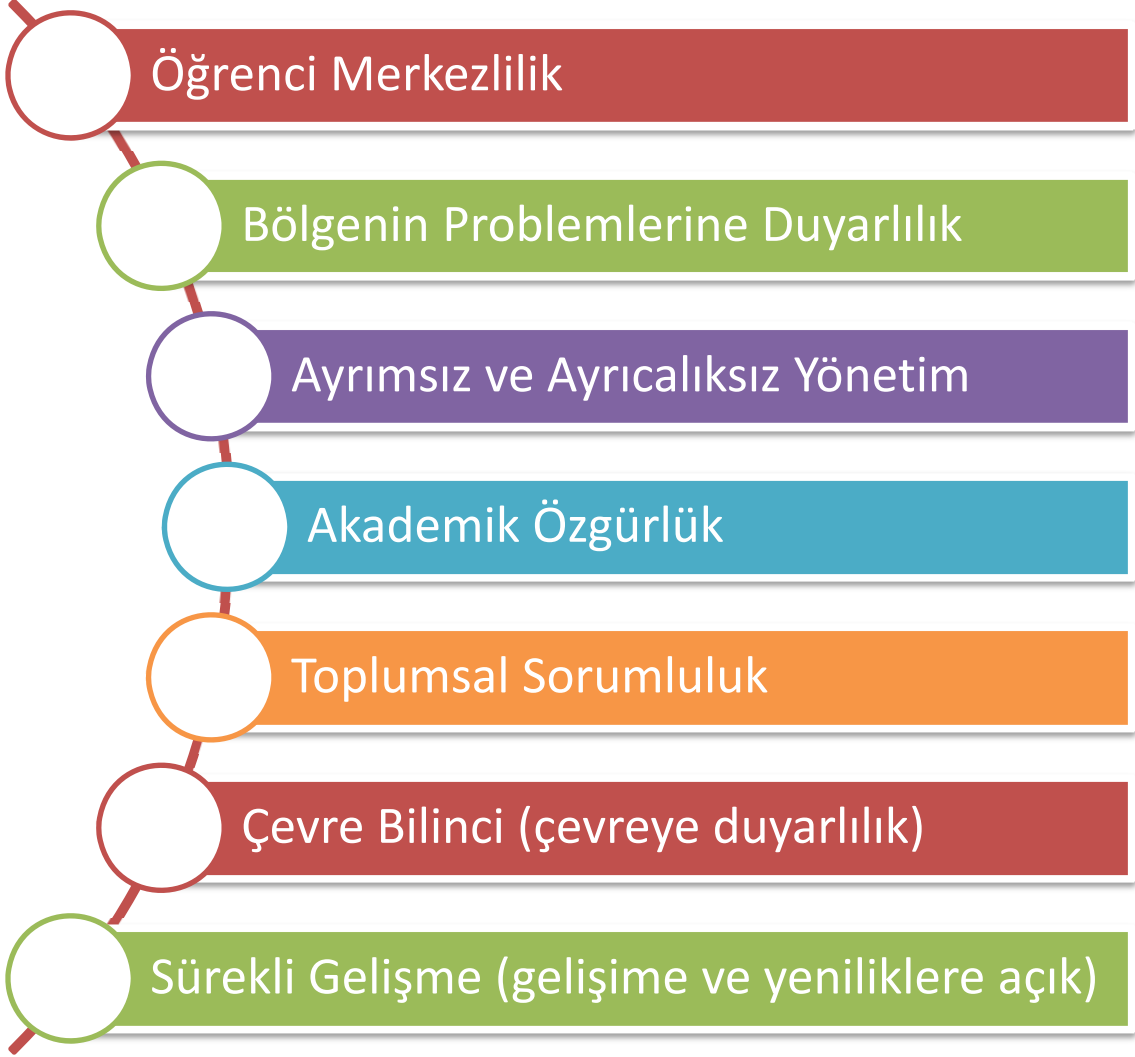 Öğrenci Merkezlilik
Bölgenin Problemlerine Duyarlılık
Ayrımsız ve Ayrıcalıksız Yönetim
Akademik Özgürlük
Toplumsal Sorumluluk
Çevre Bilinci (çevreye duyarlılık)
Sürekli Gelişme (gelişime ve yeniliklere açık)